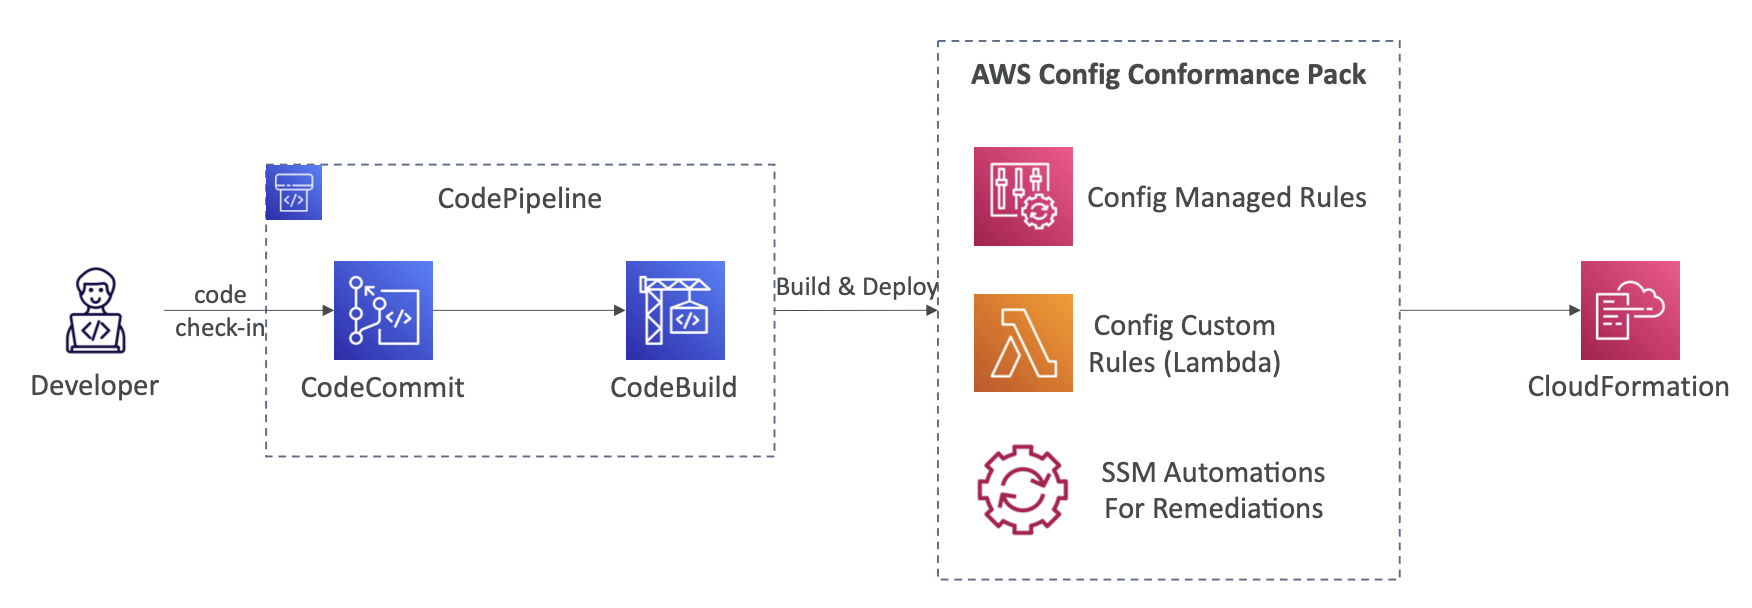 AWS Config Conformance Pack
CodePipeline
Config Managed Rules
code
check-in
Build & Deploy
Config Custom
Rules (Lambda)
Developer
CodeCommit
CodeBuild
CloudFormation
SSM Automations
For Remediations